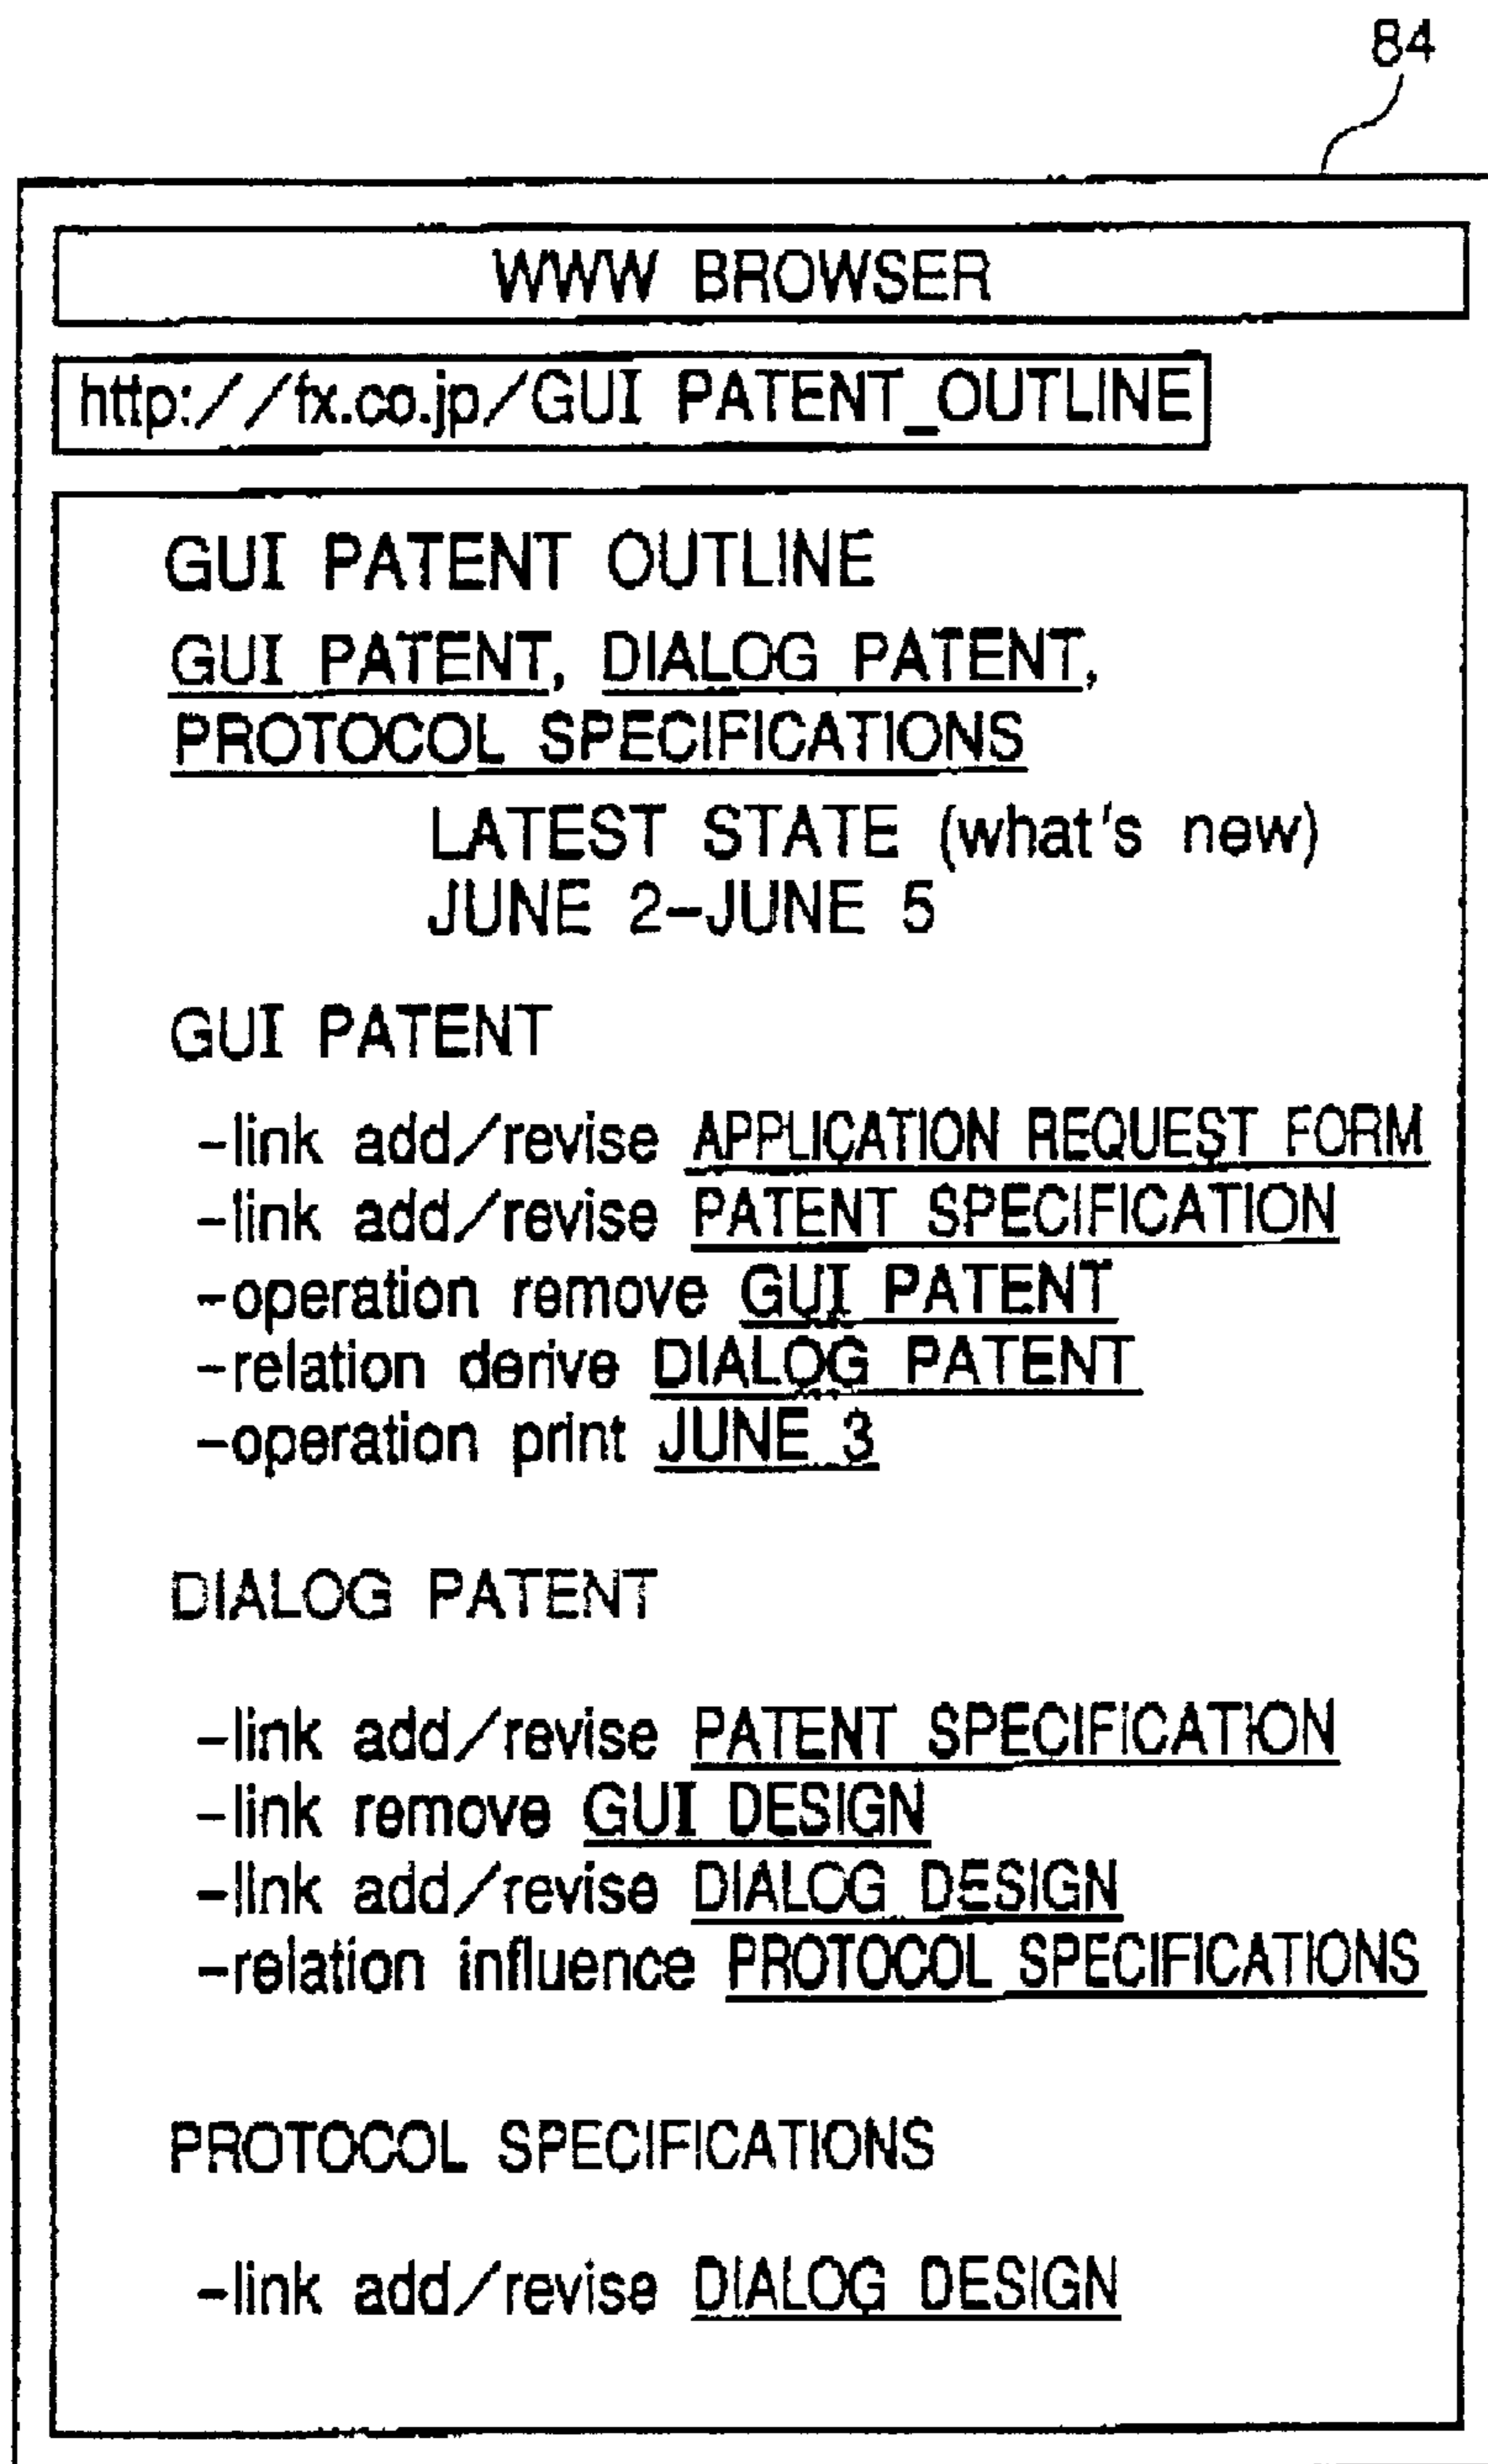 84
WWW BROWSER
http://fx.co.jp/GUI PATENT_OUTLINE
GUI PATENT OUTLINE
GUI PATENT, DIALOG PATENT,
PROTOCOL SPECIFICATIONS
LATEST STATE (what's new)
JUNE 2-JUNE 5
GUI PATENT
-link add/revise APPLICATION REQUEST FORM
-link add/revise PATENT SPECIFICATION
-operation remove GUI PATENT
-relation derive DIALOG PATENT
-operation print JUNE 3
DIALOG PATENT
-link add/revise PATENT SPECIFICATION
-link remove GUI DESIGN
-link add/revise DIALOG DESIGN
-relation influence PROTOCOL SPECIFICATIONS
PROTOCOL SPECIFICATIONS
-link add/revise DIALOG DESIGN